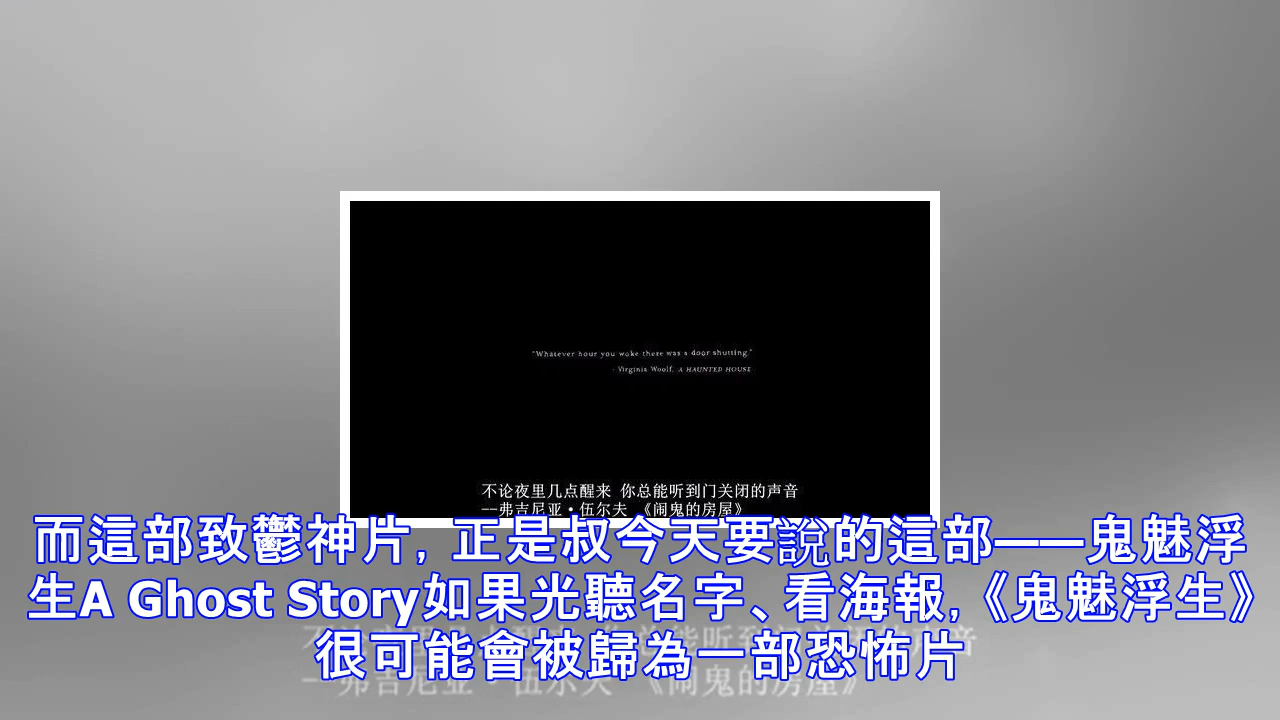 "Whatever hour you woke there was a door shutting."
- Virginia Woolf, A HAUNTED HOUSE
不论夜里几点醒来 你总能听到门关闭的声音
--弗吉尼亚·伍尔夫 《闹鬼的房屋》
而這部致鬱神片, 正是叔今天要說的這部——鬼魅浮
生A Ghost Story如果光聽名字、看海報,《鬼魅浮生》
很可能會被歸為一部恐怖片